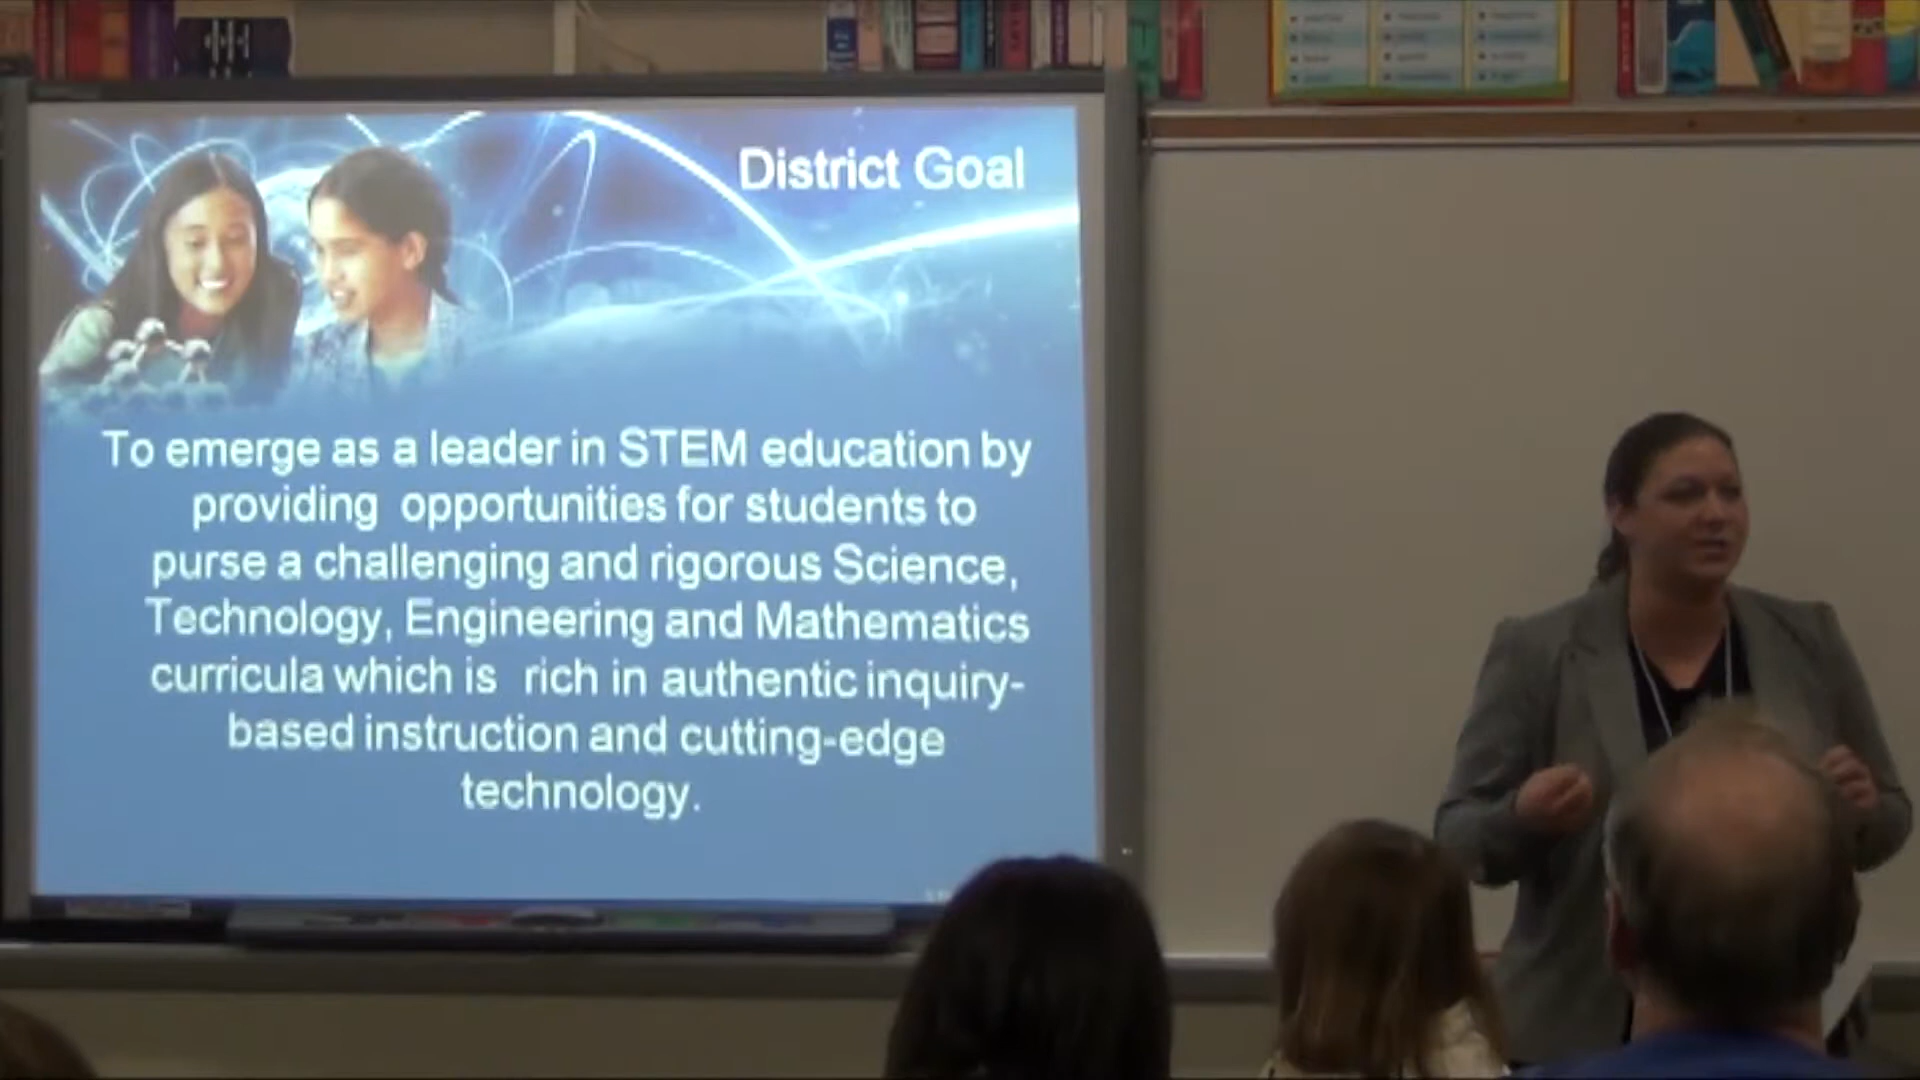 District Goal
To emerge as a leader in STEM education by
providing opportunities for students to
purse a challenging and rigorous Science,
Technology, Engineering and Mathematics
curricula which is rich in authentic inquiry-
based instruction and cutting-edge
technology.